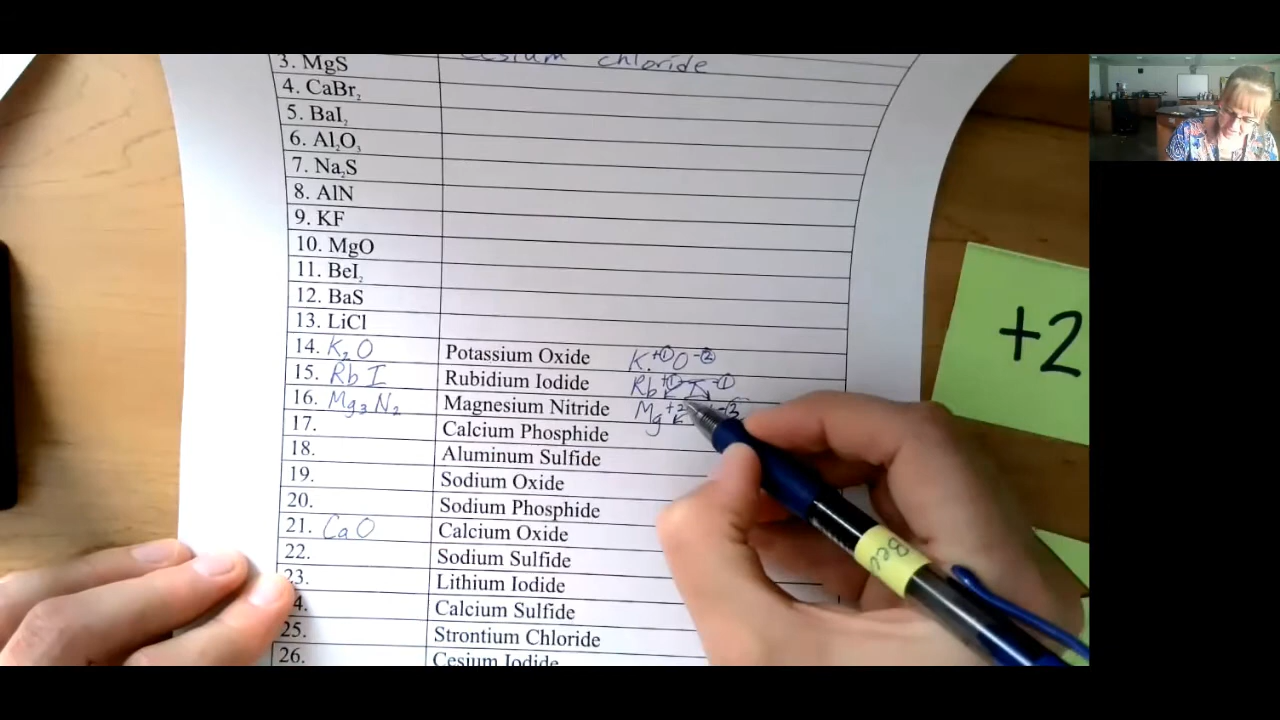 Cesium chloride
3. MgS
4. CaBr₂
5. BaI₂
6. Al₂O₃
7. Na₂S
8. AlN
9. KF
10. MgO
11. BeI₂
12. BaS
13. LiCl
14. K₂O Potassium Oxide K⁺¹ O⁻²
15. RbI Rubidium Iodide Rb⁺¹ I⁻¹
16. Mg₃N₂ Magnesium Nitride Mg⁺² ⁻³
17. Calcium Phosphide
18. Aluminum Sulfide
19. Sodium Oxide
20. Sodium Phosphide
21. CaO Calcium Oxide
22. Sodium Sulfide
23. Lithium Iodide
4. Calcium Sulfide
25. Strontium Chloride
26. Cesium Iodide
+2